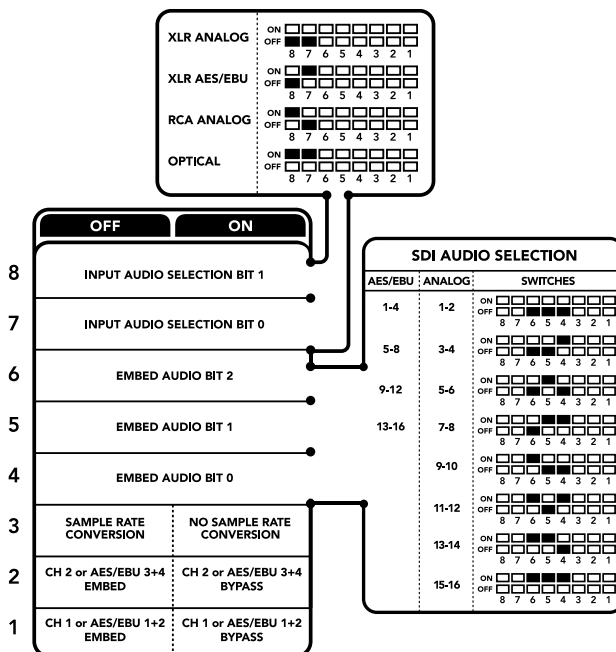 XLR ANALOG
ON
OFF
8 7 6 5 4 3 2 1
XLR AES/EBU
ON
OFF
8 7 6 5 4 3 2 1
RCA ANALOG
ON
OFF
8 7 6 5 4 3 2 1
OPTICAL
ON
OFF
8 7 6 5 4 3 2 1
OFF ON
8 INPUT AUDIO SELECTION BIT 1
7 INPUT AUDIO SELECTION BIT 0
6 EMBED AUDIO BIT 2
5 EMBED AUDIO BIT 1
4 EMBED AUDIO BIT 0
3
SAMPLE RATE
CONVERSION
NO SAMPLE RATE
CONVERSION
2
CH 2 or AES/EBU 3+4
EMBED
CH 2 or AES/EBU 3+4
BYPASS
1
CH 1 or AES/EBU 1+2
EMBED
CH 1 or AES/EBU 1+2
BYPASS
SDI AUDIO SELECTION
AES/EBU ANALOG SWITCHES
1-4 1-2
ON
OFF
8 7 6 5 4 3 2 1
5-8 3-4
ON
OFF
8 7 6 5 4 3 2 1
9-12 5-6
ON
OFF
8 7 6 5 4 3 2 1
13-16 7-8
ON
OFF
8 7 6 5 4 3 2 1
9-10
ON
OFF
8 7 6 5 4 3 2 1
11-12
ON
OFF
8 7 6 5 4 3 2 1
13-14
ON
OFF
8 7 6 5 4 3 2 1
15-16
ON
OFF
8 7 6 5 4 3 2 1